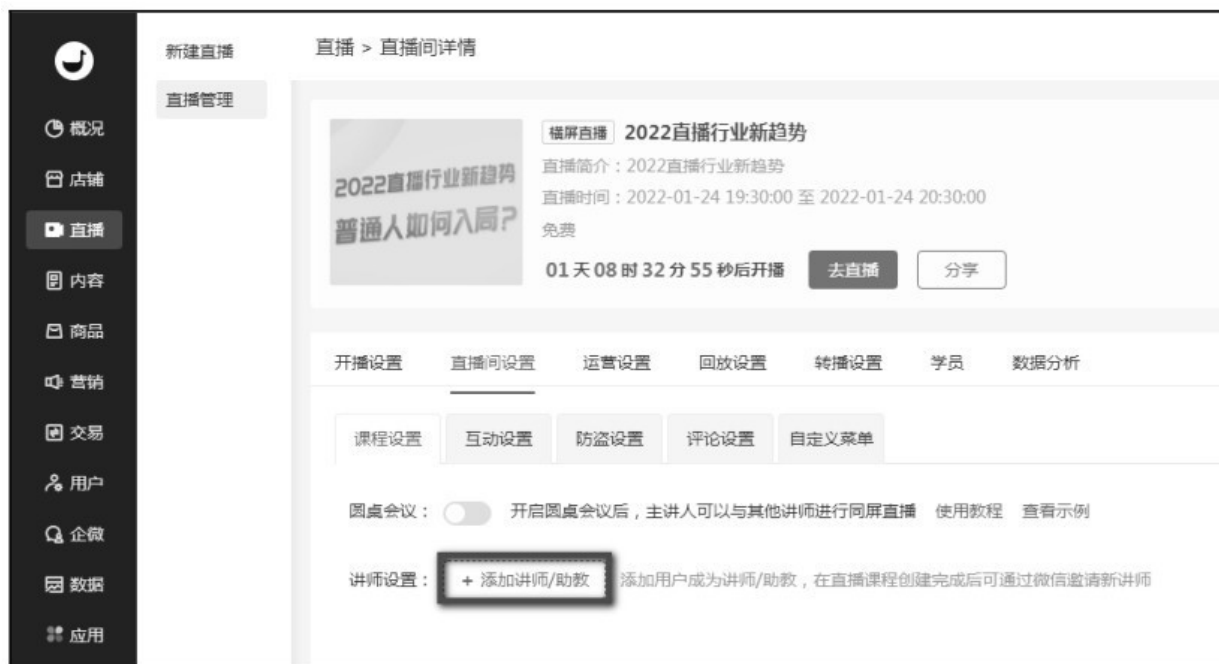 新建直播
直播管理
概况
店铺
直播
内容
商品
营销
交易
用户
企微
数据
应用
直播 > 直播间详情
2022直播行业新趋势
普通人如何入局?
横屏直播 2022直播行业新趋势
直播简介：2022直播行业新趋势
直播时间：2022-01-24 19:30:00 至 2022-01-24 20:30:00
免费
01天08时32分55秒后开播 去直播 分享
开播设置 直播间设置 运营设置 回放设置 转播设置 学员 数据分析
课程设置 互动设置 防盗设置 评论设置 自定义菜单
圆桌会议： 开启圆桌会议后，主讲人可以与其他讲师进行同屏直播 使用教程 查看示例
讲师设置： + 添加讲师/助教 添加用户成为讲师/助教，在直播课程创建完成后可通过微信邀请新讲师